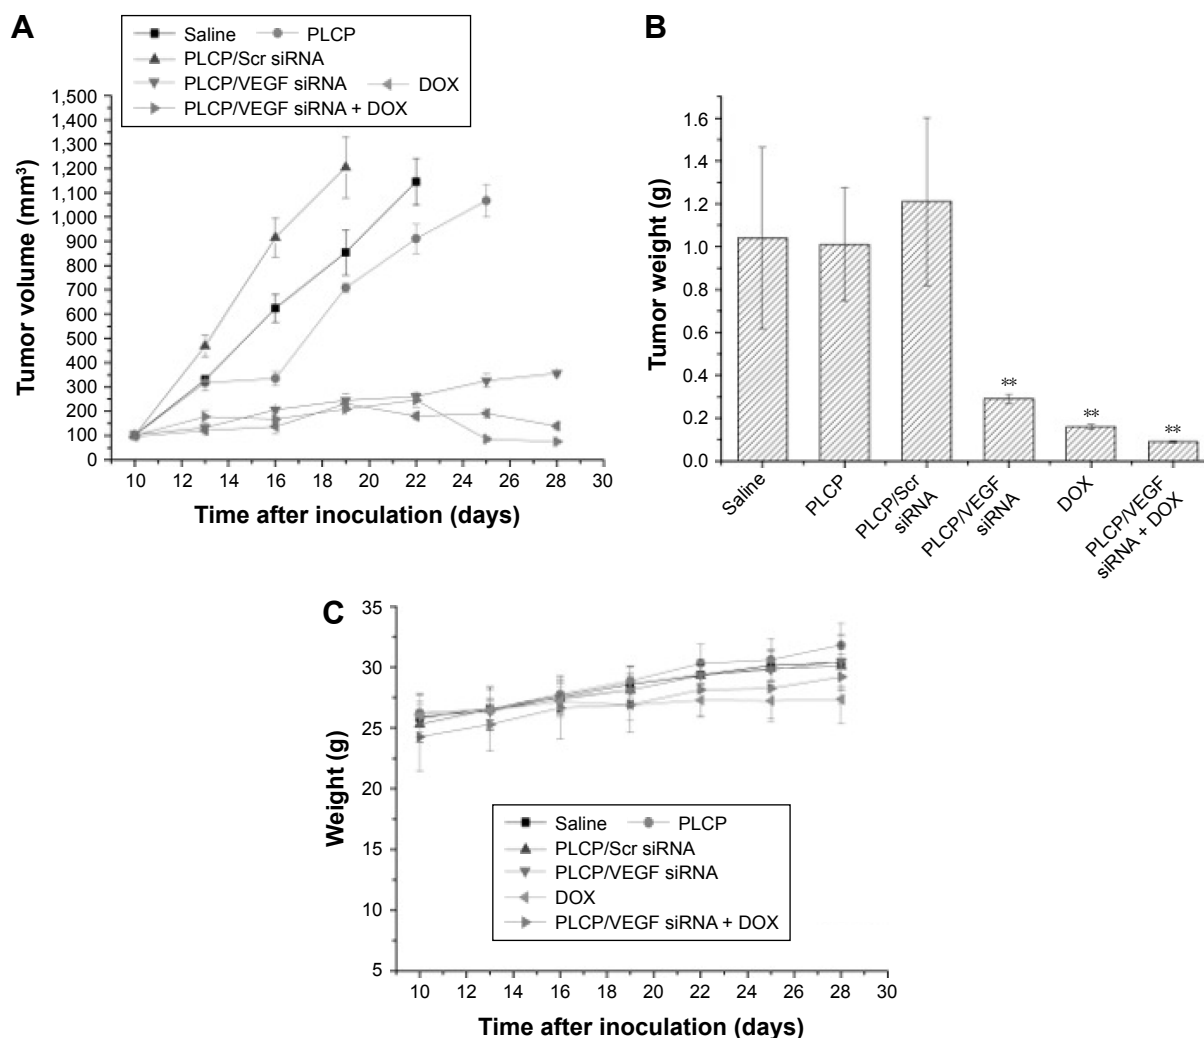 A
Saline PLCP
PLCP/Scr siRNA
PLCP/VEGF siRNA DOX
PLCP/VEGF siRNA + DOX
1,500
1,400
1,300
1,200
1,100
1,000
900
800
700
600
500
400
300
200
100
0
Tumor volume (mm³)
10 12 14 16 18 20 22 24 26 28 30
Time after inoculation (days)
B
1.6
1.4
1.2
1.0
0.8
0.6
0.4
0.2
0.0
Tumor weight (g)
**
**
**
Saline
PLCP
PLCP/Scr
siRNA
PLCP/VEGF
siRNA
DOX
PLCP/VEGF
siRNA + DOX
C
35
30
25
20
15
10
5
Weight (g)
Saline PLCP
PLCP/Scr siRNA
PLCP/VEGF siRNA
DOX
PLCP/VEGF siRNA + DOX
10 12 14 16 18 20 22 24 26 28 30
Time after inoculation (days)